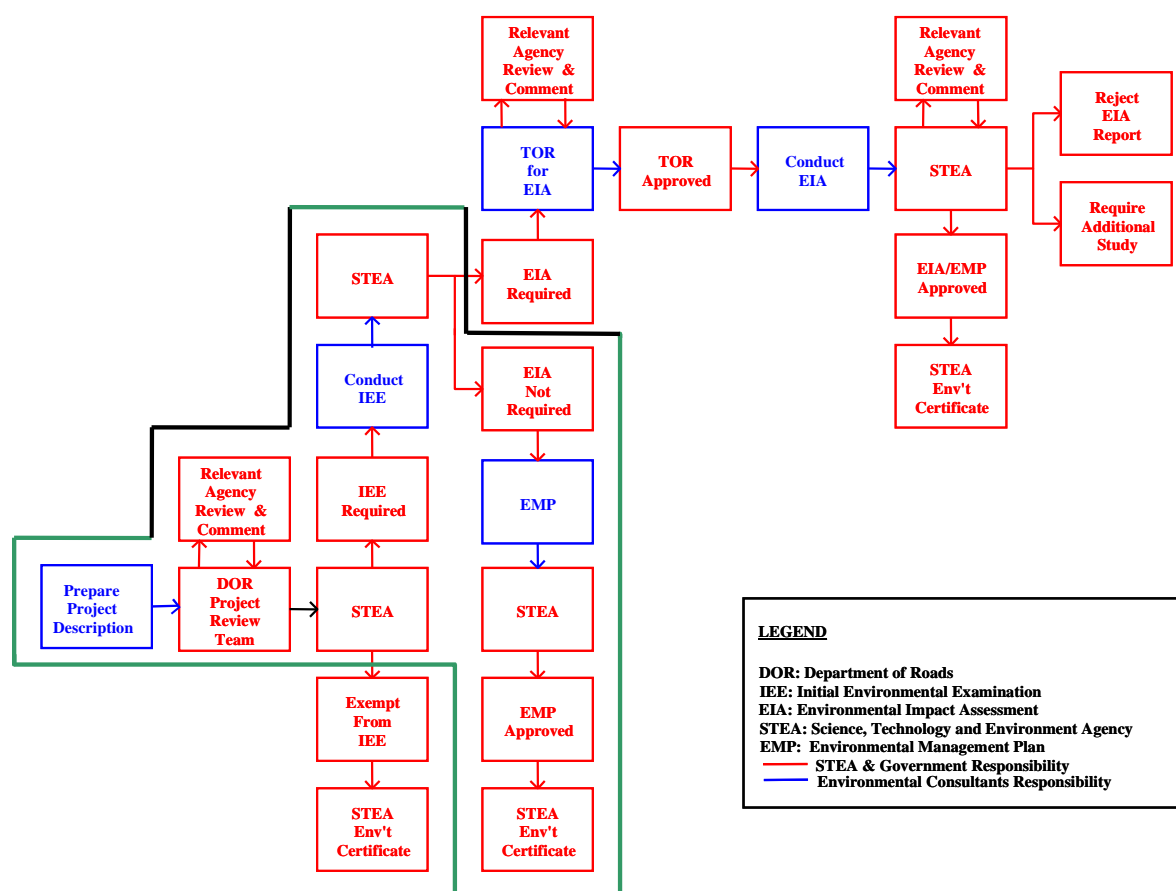 Relevant
Agency
Review & 
Comment
Relevant
Agency
Review &
Comment
Reject
EIA
Report
TOR
for
EIA
TOR
Approved
Conduct
EIA
STEA
Require
Additional
Study
STEA
EIA
Required
EIA/EMP
Approved
Conduct
IEE
EIA
Not
Required
STEA
Env't
Certificate
Relevant
Agency
Review &
Comment
IEE
Required
EMP
Prepare
Project
Description
DOR
Project
Review
Team
STEA
STEA
Exempt
From
IEE
EMP
Approved
STEA
Env't
Certificate
STEA
Env't
Certificate
LEGEND
DOR: Department of Roads
IEE: Initial Environmental Examination
EIA: Environmental Impact Assessment
STEA: Science, Technology and Environment Agency
EMP: Environmental Management Plan
STEA & Government Responsibility
Environmental Consultants Responsibility